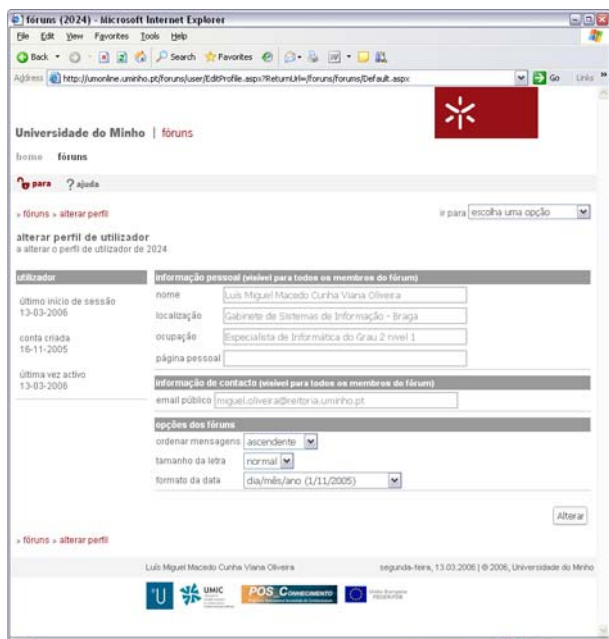 fóruns (2024) - Microsoft Internet Explorer
File Edit View Favorites Tools Help
Back Search Favorites
Address http://umonline.uminho.pt/foruns/user/EditProfile.aspx?ReturnUrl=/foruns/forums/Default.aspx Go Links »
Universidade do Minho | fóruns
home fóruns
para ? ajuda
» fóruns » alterar perfil
ir para escolha uma opção
alterar perfil de utilizador
a alterar o perfil de utilizador de 2024
utilizador
último início de sessão
13-03-2006
conta criada
16-11-2005
última vez activo
13-03-2006
informação pessoal (visível para todos os membros do fórum)
nome Luís Miguel Macedo Cunha Viana Oliveira
localização Gabinete de Sistemas de Informação - Braga
ocupação Especialista de Informática do Grau 2 nivel 1
página pessoal
informação de contacto (visível para todos os membros do fórum)
email público miguel.oliveira@reitoria.uminho.pt
opções dos fóruns
ordenar mensagens ascendente
tamanho da letra normal
formato da data dia/mês/ano (1/11/2005)
Alterar
» fóruns » alterar perfil
Luís Miguel Macedo Cunha Viana Oliveira segunda-feira, 13.03.2006 | © 2006, Universidade do Minho
U UMIC POS_Conhecimento União Europeia